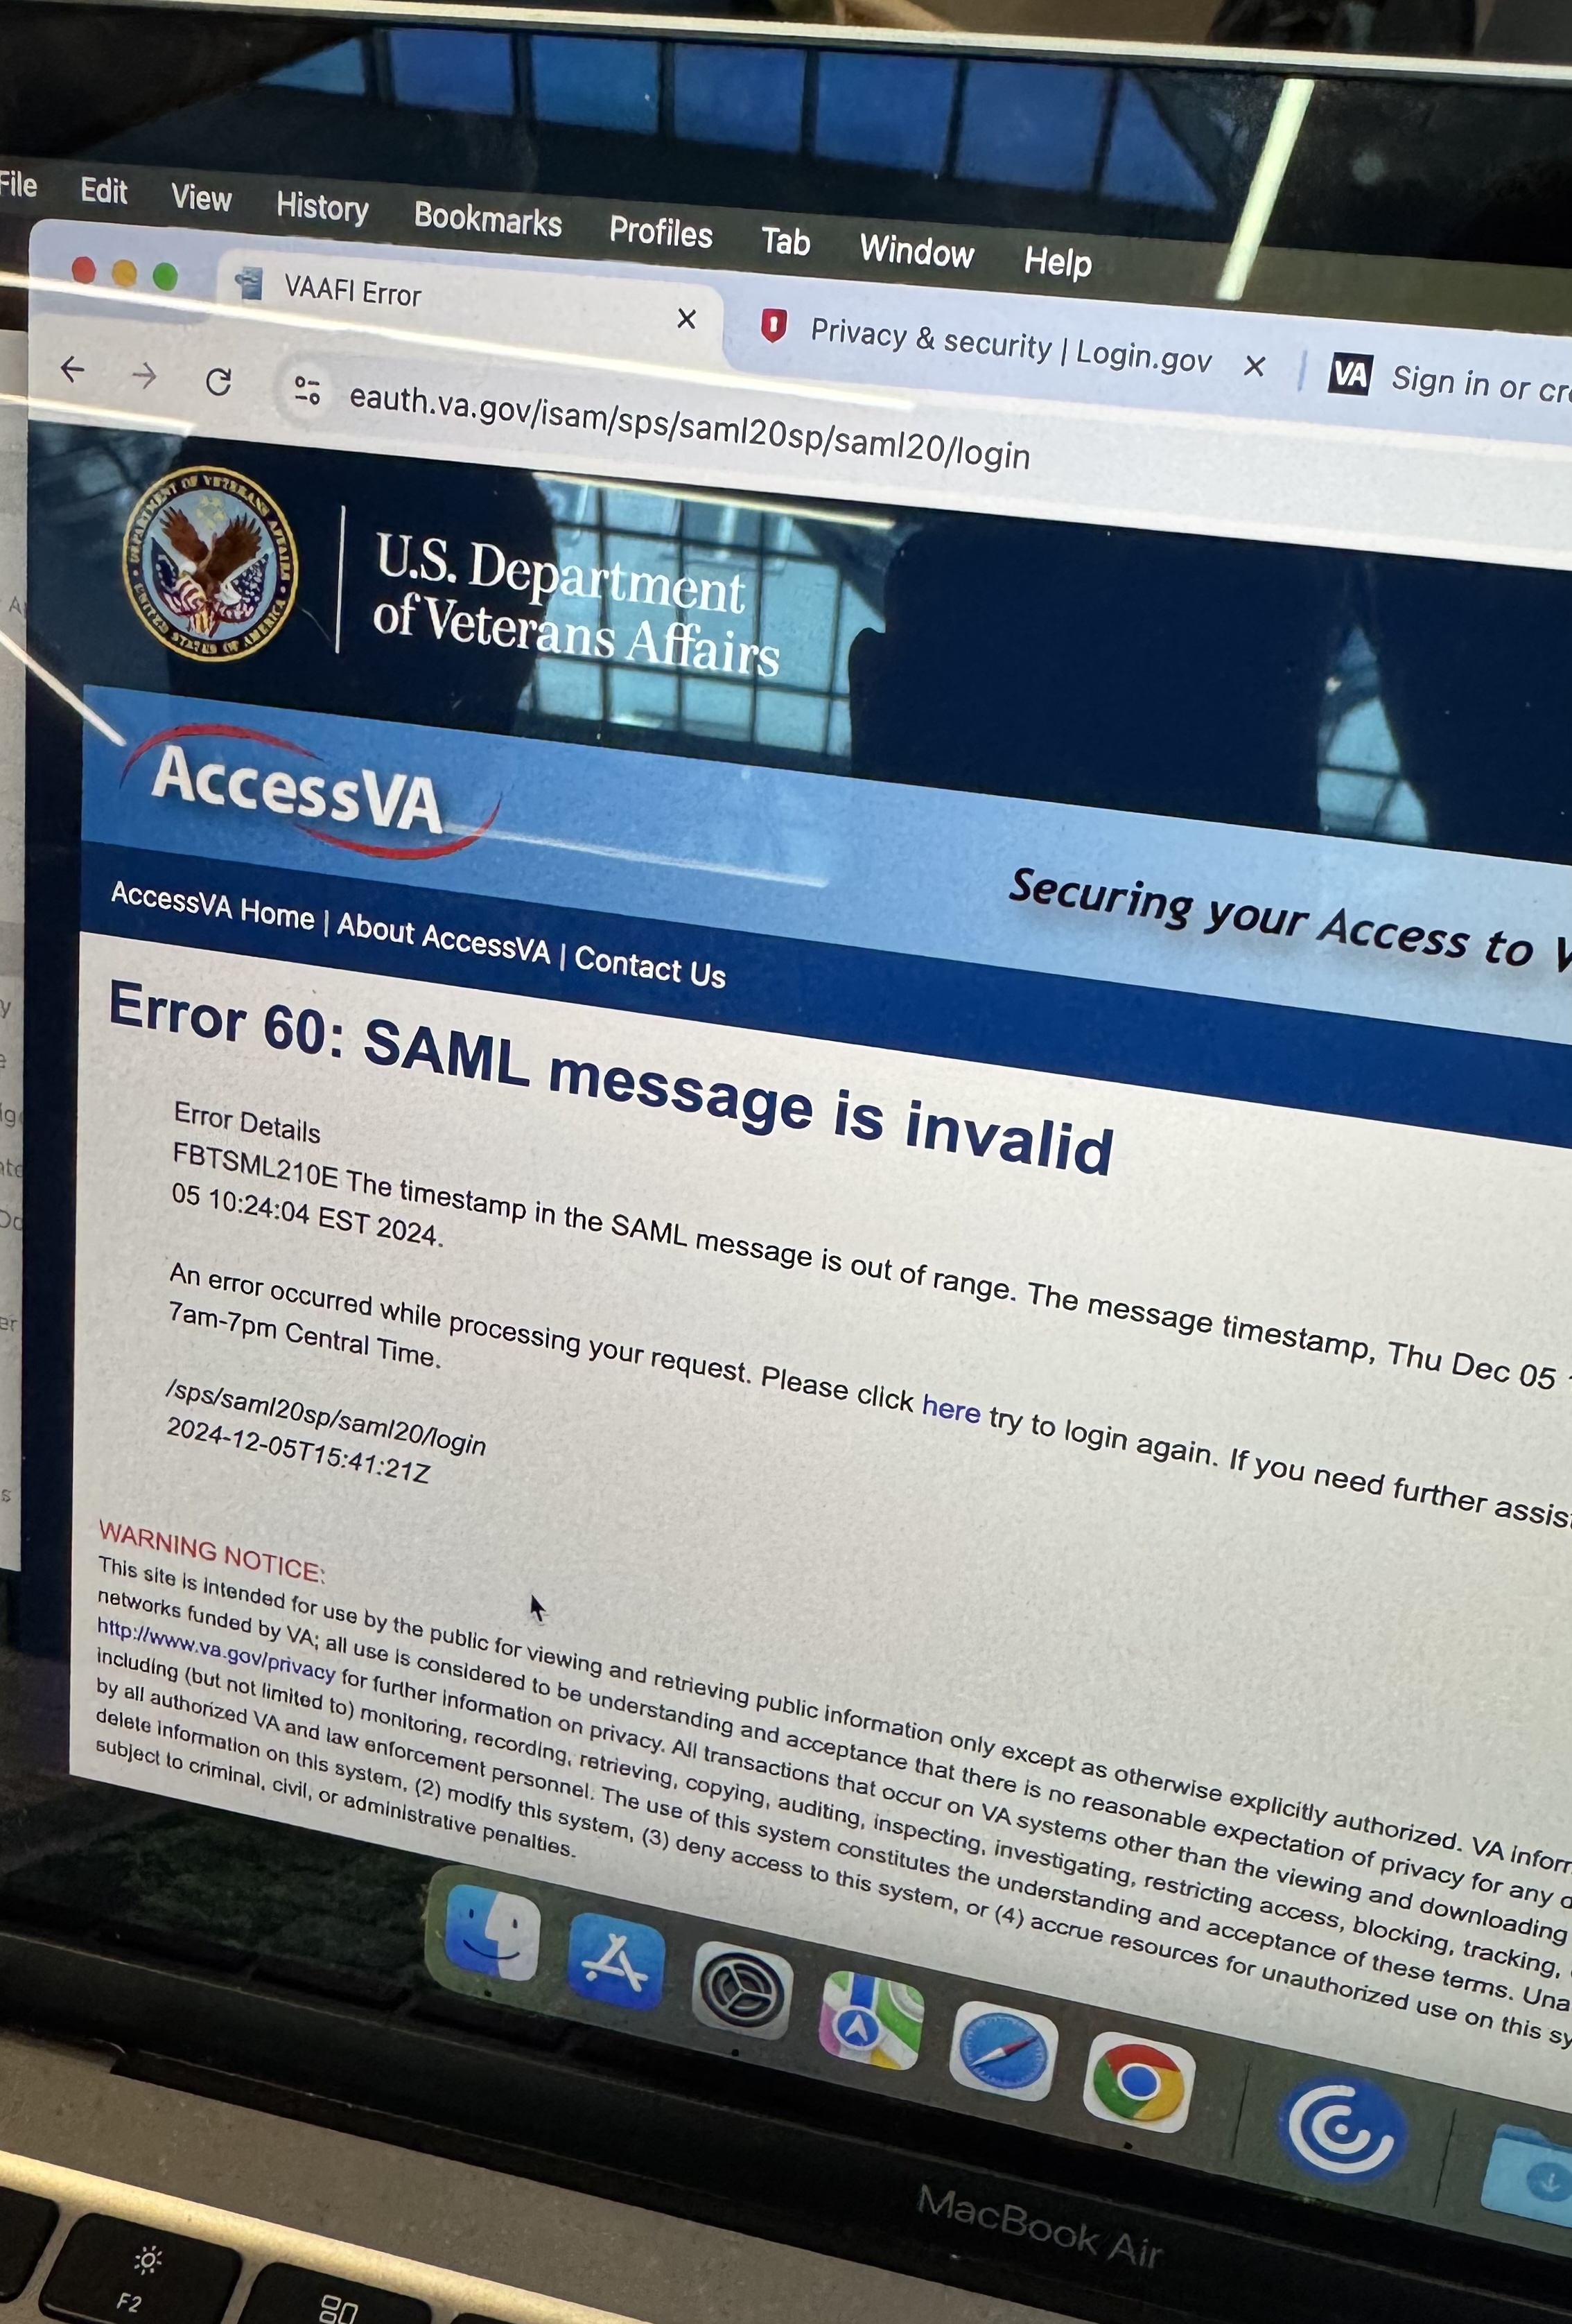 File Edit View History Bookmarks Profiles Tab Window Help
VAAFI Error
Privacy & security | Login.gov
VA Sign in or
eauth.va.gov/isam/sps/saml20sp/saml20/login
DEPARTMENT OF VETERANS AFFAIRS
UNITED STATES OF AMERICA
U.S. Department
of Veterans Affairs
AccessVA
Securing your Access to
AccessVA Home | About AccessVA | Contact Us
Error 60: SAML message is invalid
Error Details
FBTSML210E The timestamp in the SAML message is out of range. The message timestamp, Thu Dec 05
05 10:24:04 EST 2024.
An error occurred while processing your request. Please click here try to login again. If you need further
7am-7pm Central Time.
/sps/saml20sp/saml20/login
2024-12-05T15:41:21Z
WARNING NOTICE:
This site is intended for use by the public for viewing and retrieving public information only except as otherwise explicitly authorized. VA
networks funded by VA; all use is considered to be understanding and acceptance that there is no reasonable expectation of privacy for any
http://www.va.gov/privacy for further information on privacy. All transactions that occur on VA systems other than the viewing and downloading
including (but not limited to) monitoring, recording, retrieving, copying, auditing, inspecting, investigating, restricting access, blocking, tracking,
by all authorized VA and law enforcement personnel. The use of this system constitutes the understanding and acceptance of these terms.
delete information on this system, (2) modify this system, (3) deny access to this system, or (4) accrue resources for unauthorized use on this
subject to criminal, civil, or administrative penalties.
MacBook Air
F2